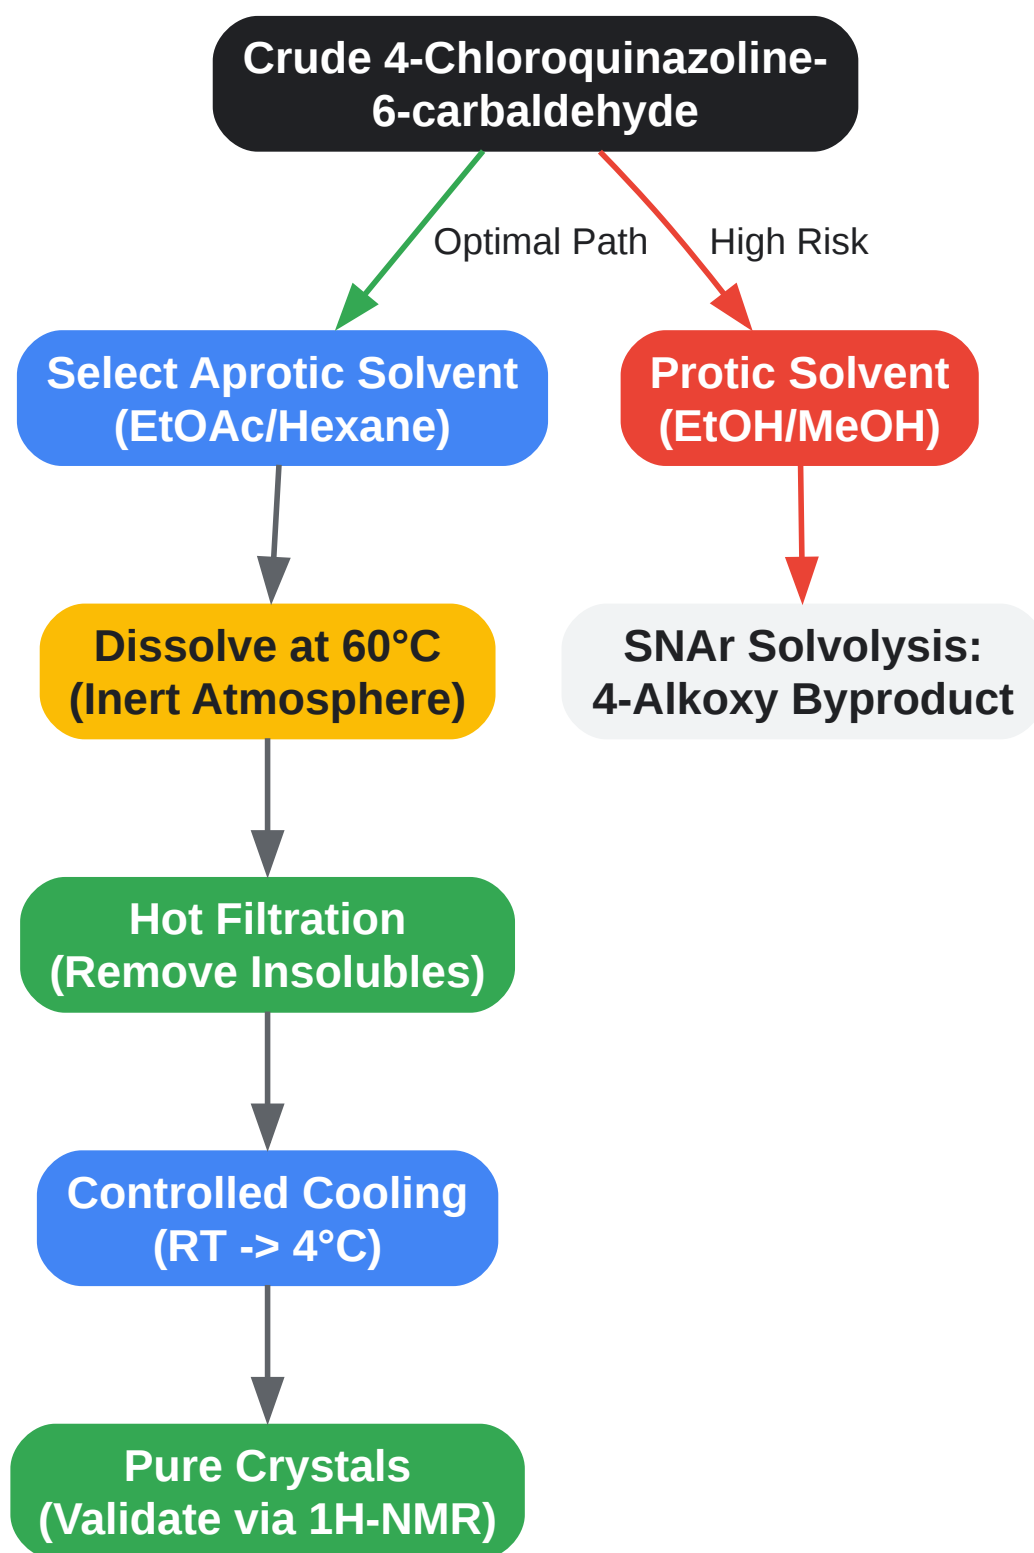 Crude 4-Chloroquinazoline-
6-carbaldehyde
Optimal Path
High Risk
Select Aprotic Solvent
(EtOAc/Hexane)
Protic Solvent
(EtOH/MeOH)
Dissolve at 60°C
(Inert Atmosphere)
SNAr Solvolysis:
4-Alkoxy Byproduct
Hot Filtration
(Remove Insolubles)
Controlled Cooling
(RT -> 4°C)
Pure Crystals
(Validate via 1H-NMR)